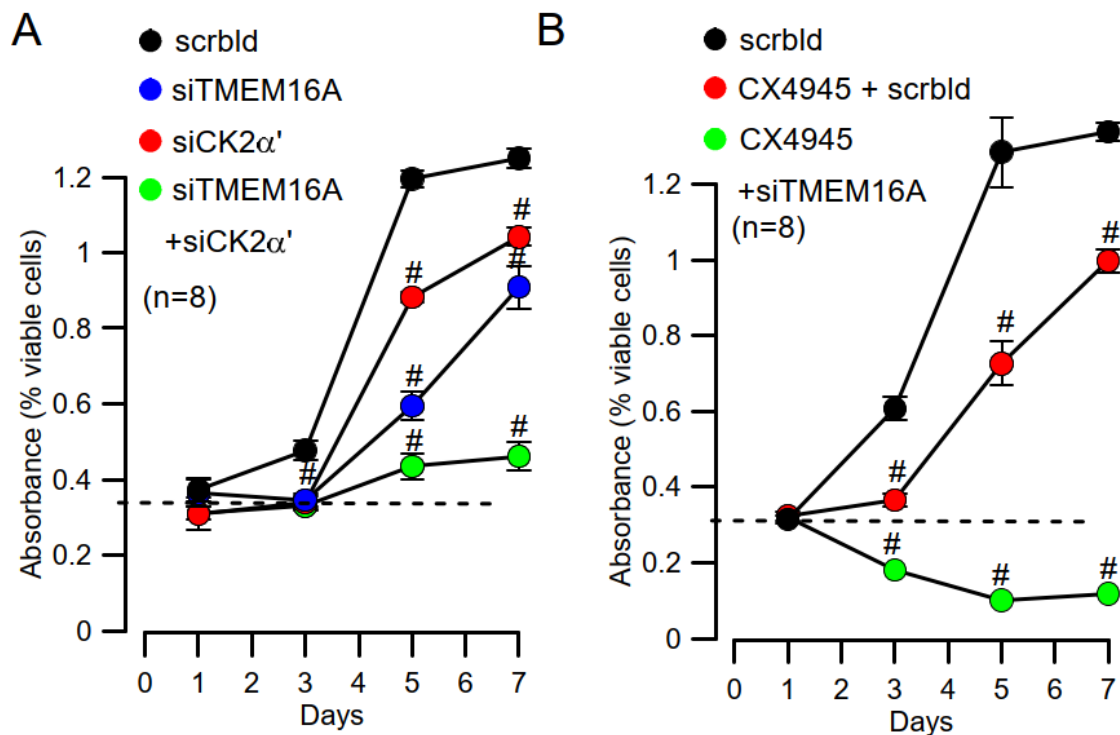 A
scrbld
siTMEM16A
siCK2α'
siTMEM16A
+siCK2α'
(n=8)
Absorbance (% viable cells)
1.2
1
0.8
0.6
0.4
0.2
0
#
#
#
#
#
#
#
0 1 2 3 4 5 6 7
Days
B
scrbld
CX4945 + scrbld
CX4945
+siTMEM16A
(n=8)
Absorbance (% viable cells)
1.2
1
0.8
0.6
0.4
0.2
0
#
#
#
#
#
#
0 1 2 3 4 5 6 7
Days